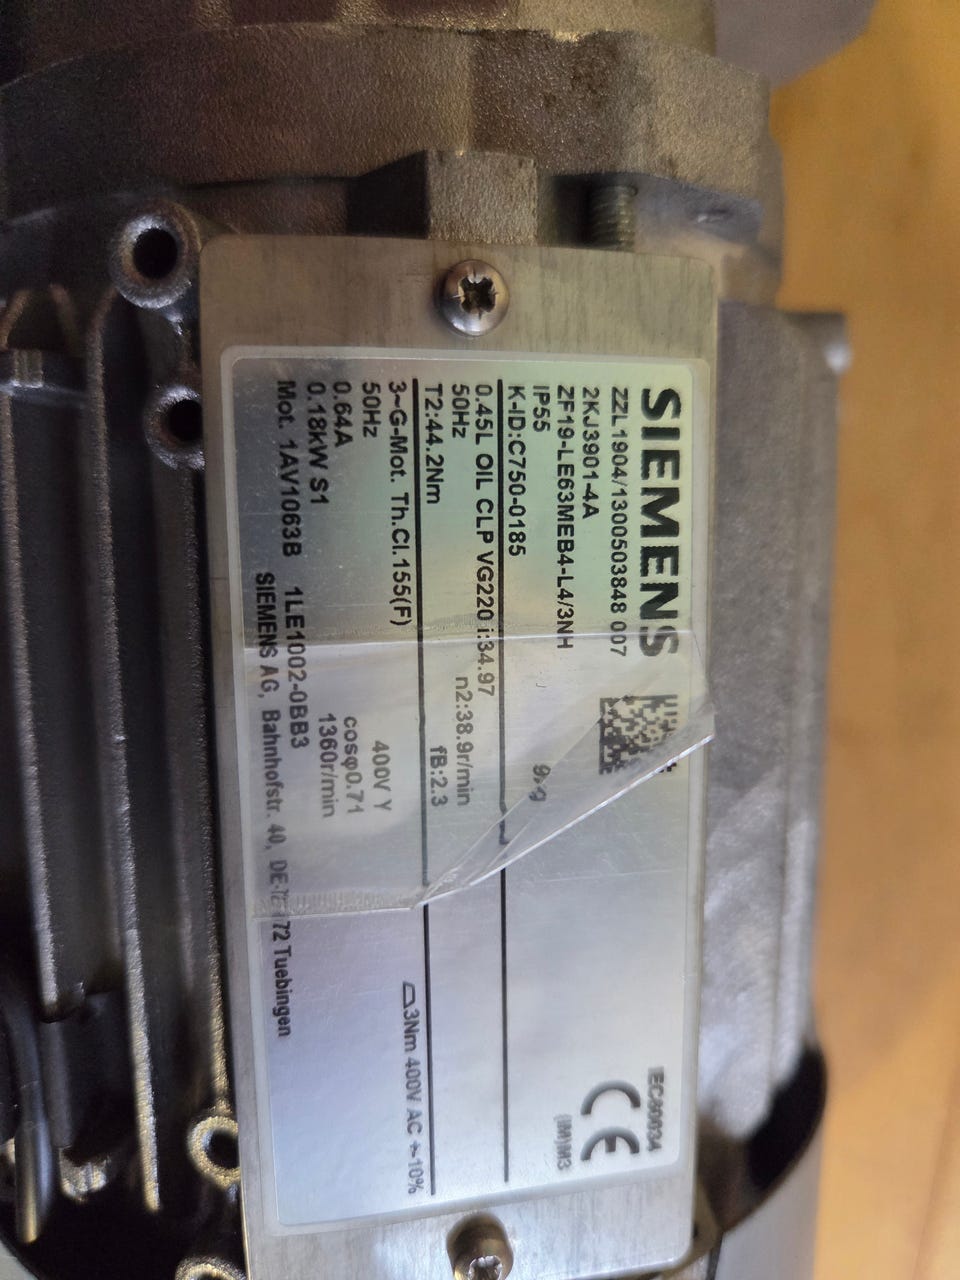 SIEMENS
IEC60034
ZZL1904/1300503848 007
2KJ3901-4A
CE
ZF19-LE63MEB4-L4/3NH
(IM)M3
IP55
K-ID:C750-0185
0.45L OIL CLP VG220 i:34.97
50Hz n2:38.9r/min
T2:44.2Nm fB:2.3
3~G-Mot. Th.Cl.155(F) 3Nm 400V AC +-10%
50Hz 400V Y
0.64A cosφ0.71
0.18kW S1 1360r/min
Mot. 1AV1063B 1LE1002-0BB3
SIEMENS AG, Bahnhofstr. 40, 72 Tuebingen